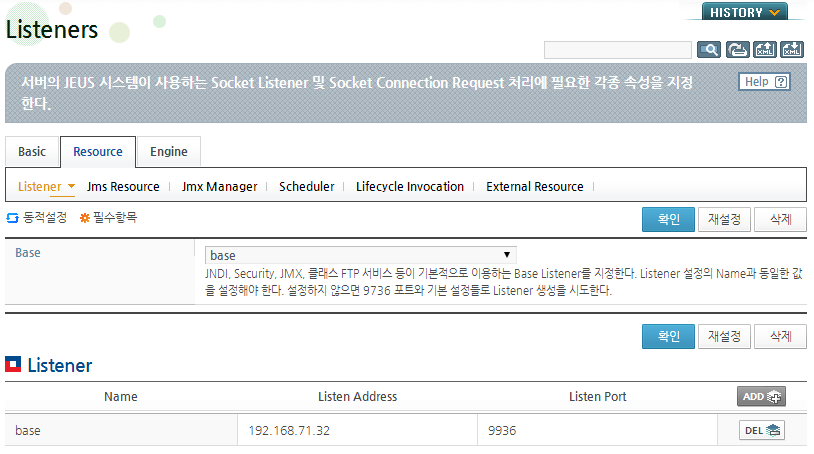 HISTORY
Listeners
XML XML
서버의 JEUS 시스템이 사용하는 Socket Listener 및 Socket Connection Request 처리에 필요한 각종 속성을 지정
한다.
Help ?
Basic Resource Engine
Listener Jms Resource Jmx Manager Scheduler Lifecycle Invocation External Resource
동적설정 필수항목 확인 재설정 삭제
Base base
JNDI, Security, JMX, 클래스 FTP 서비스 등이 기본적으로 이용하는 Base Listener를 지정한다. Listener 설정의 Name과 동일한 값
을 설정해야 한다. 설정하지 않으면 9736 포트와 기본 설정들로 Listener 생성을 시도한다.
확인 재설정 삭제
Listener
Name Listen Address Listen Port ADD
base 192.168.71.32 9936 DEL